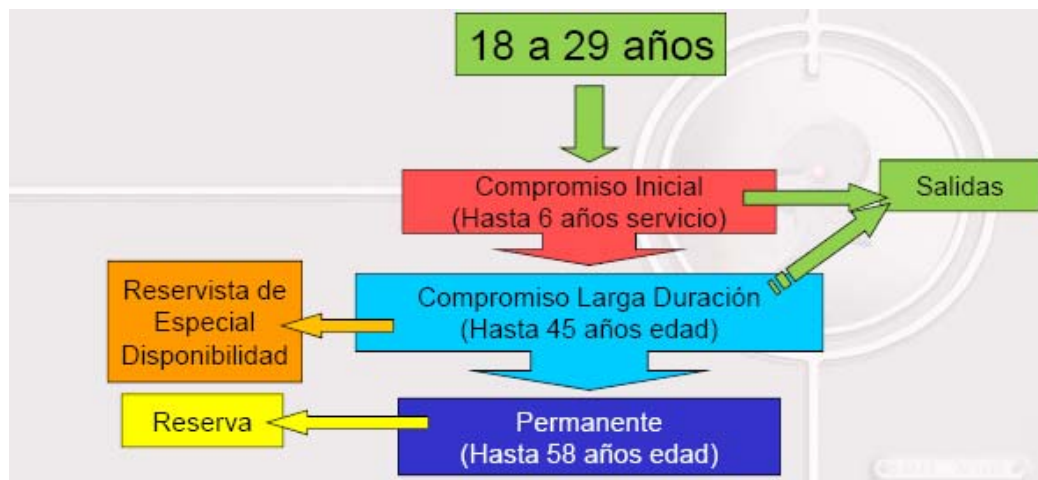 18 a 29 años
Compromiso Inicial
(Hasta 6 años servicio)
Salidas
Reservista de
Especial
Disponibilidad
Compromiso Larga Duración
(Hasta 45 años edad)
Reserva
Permanente
(Hasta 58 años edad)